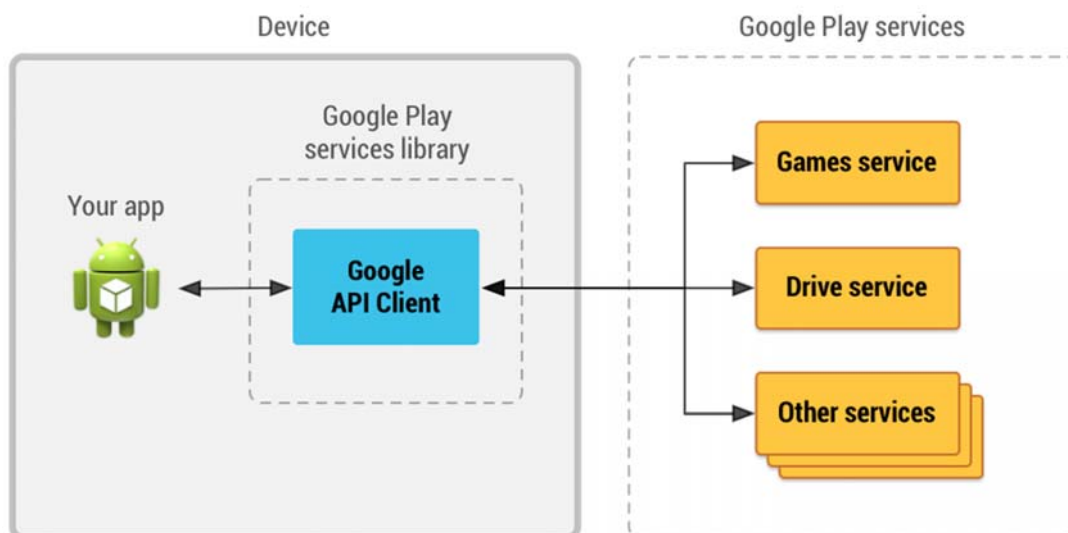 Device
Google Play services
Google Play
services library
Your app
Google
API Client
Games service
Drive service
Other services